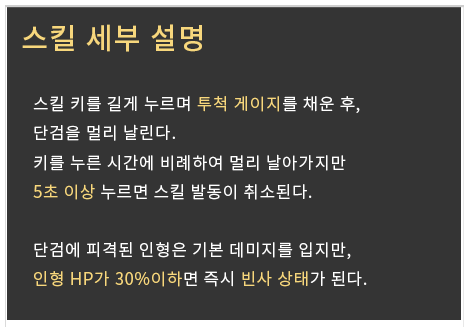 스킬 세부 설명
스킬 키를 길게 누르며 투척 게이지를 채운 후,
단검을 멀리 날린다.
키를 누른 시간에 비례하여 멀리 날아가지만
5초 이상 누르면 스킬 발동이 취소된다.
단검에 피격된 인형은 기본 데미지를 입지만,
인형 HP가 30%이하면 즉시 빈사 상태가 된다.